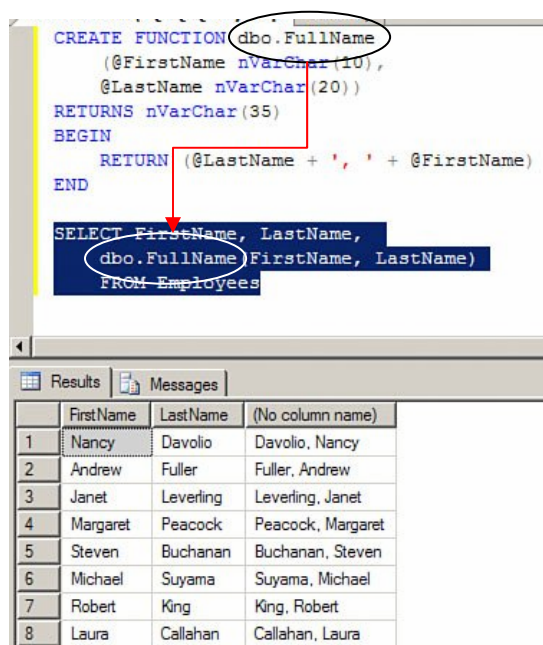 CREATE FUNCTION dbo.FullName
(@FirstName nVarChar(10),
@LastName nVarChar(20))
RETURNS nVarChar(35)
BEGIN
RETURN (@LastName + ', ' + @FirstName)
END
SELECT FirstName, LastName,
dbo.FullName(FirstName, LastName)
FROM Employees
Results Messages
FirstName LastName (No column name)
1 Nancy Davolio Davolio, Nancy
2 Andrew Fuller Fuller, Andrew
3 Janet Leverling Leverling, Janet
4 Margaret Peacock Peacock, Margaret
5 Steven Buchanan Buchanan, Steven
6 Michael Suyama Suyama, Michael
7 Robert King King, Robert
8 Laura Callahan Callahan, Laura